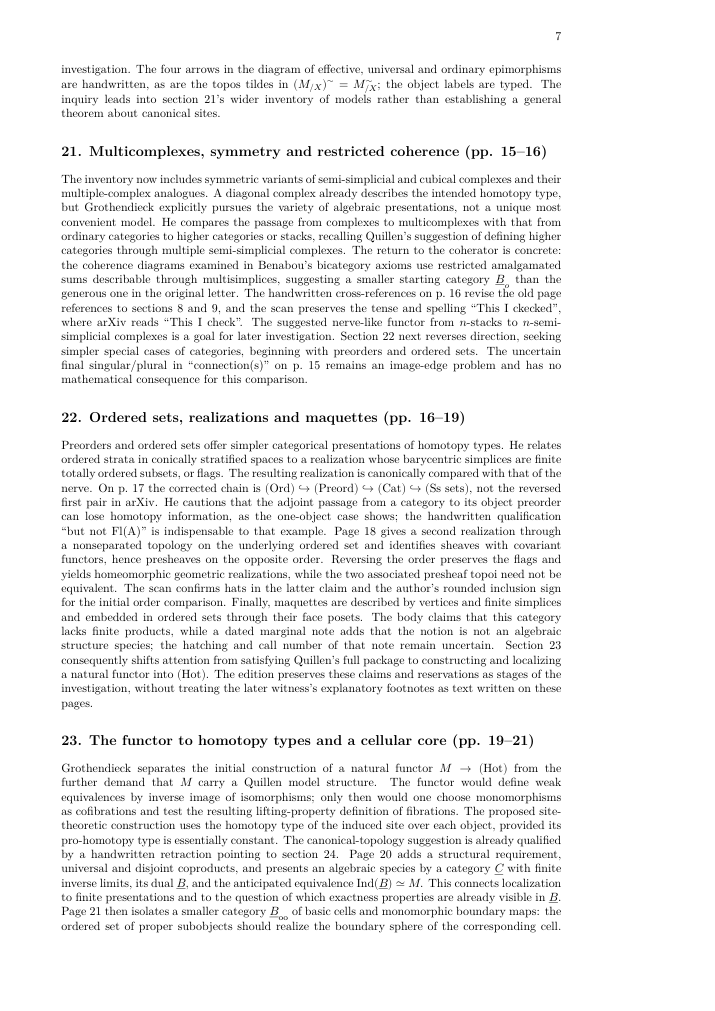 7
investigation. The four arrows in the diagram of effective, universal and ordinary epimorphisms
are handwritten, as are the topos tildes in (M/X)~ = M~/X; the object labels are typed. The
inquiry leads into section 21's wider inventory of models rather than establishing a general
theorem about canonical sites.
21. Multicomplexes, symmetry and restricted coherence (pp. 15–16)
The inventory now includes symmetric variants of semi-simplicial and cubical complexes and their
multiple-complex analogues. A diagonal complex already describes the intended homotopy type,
but Grothendieck explicitly pursues the variety of algebraic presentations, not a unique most
convenient model. He compares the passage from complexes to multicomplexes with that from
ordinary categories to higher categories or stacks, recalling Quillen's suggestion of defining higher
categories through multiple semi-simplicial complexes. The return to the coherator is concrete:
the coherence diagrams examined in Benabou's bicategory axioms use restricted amalgamated
sums describable through multisimplices, suggesting a smaller starting category B_o than the
generous one in the original letter. The handwritten cross-references on p. 16 revise the old page
references to sections 8 and 9, and the scan preserves the tense and spelling “This I ckecked”,
where arXiv reads “This I check”. The suggested nerve-like functor from n-stacks to n-semi-
simplicial complexes is a goal for later investigation. Section 22 next reverses direction, seeking
simpler special cases of categories, beginning with preorders and ordered sets. The uncertain
final singular/plural in “connection(s)” on p. 15 remains an image-edge problem and has no
mathematical consequence for this comparison.
22. Ordered sets, realizations and maquettes (pp. 16–19)
Preorders and ordered sets offer simpler categorical presentations of homotopy types. He relates
ordered strata in conically stratified spaces to a realization whose barycentric simplices are finite
totally ordered subsets, or flags. The resulting realization is canonically compared with that of the
nerve. On p. 17 the corrected chain is (Ord) ↪ (Preord) ↪ (Cat) ↪ (Ss sets), not the reversed
first pair in arXiv. He cautions that the adjoint passage from a category to its object preorder
can lose homotopy information, as the one-object case shows; the handwritten qualification
“but not Fl(A)” is indispensable to that example. Page 18 gives a second realization through
a nonseparated topology on the underlying ordered set and identifies sheaves with covariant
functors, hence presheaves on the opposite order. Reversing the order preserves the flags and
yields homeomorphic geometric realizations, while the two associated presheaf topoi need not be
equivalent. The scan confirms hats in the latter claim and the author's rounded inclusion sign
for the initial order comparison. Finally, maquettes are described by vertices and finite simplices
and embedded in ordered sets through their face posets. The body claims that this category
lacks finite products, while a dated marginal note adds that the notion is not an algebraic
structure species; the hatching and call number of that note remain uncertain. Section 23
consequently shifts attention from satisfying Quillen's full package to constructing and localizing
a natural functor into (Hot). The edition preserves these claims and reservations as stages of the
investigation, without treating the later witness's explanatory footnotes as text written on these
pages.
23. The functor to homotopy types and a cellular core (pp. 19–21)
Grothendieck separates the initial construction of a natural functor M → (Hot) from the
further demand that M carry a Quillen model structure. The functor would define weak
equivalences by inverse image of isomorphisms; only then would one choose monomorphisms
as cofibrations and test the resulting lifting-property definition of fibrations. The proposed site-
theoretic construction uses the homotopy type of the induced site over each object, provided its
pro-homotopy type is essentially constant. The canonical-topology suggestion is already qualified
by a handwritten retraction pointing to section 24. Page 20 adds a structural requirement,
universal and disjoint coproducts, and presents an algebraic species by a category C with finite
inverse limits, its dual B, and the anticipated equivalence Ind(B) ≃ M. This connects localization
to finite presentations and to the question of which exactness properties are already visible in B.
Page 21 then isolates a smaller category B_oo of basic cells and monomorphic boundary maps: the
ordered set of proper subobjects should realize the boundary sphere of the corresponding cell.